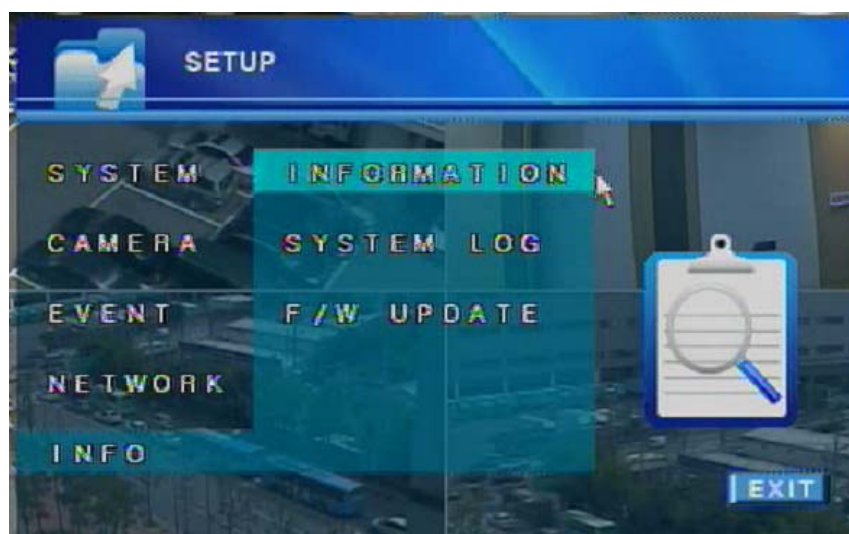 SETUP
SYSTEM INFORMATION
CAMERA SYSTEM LOG
EVENT F/W UPDATE
NETWORK
INFO
EXIT